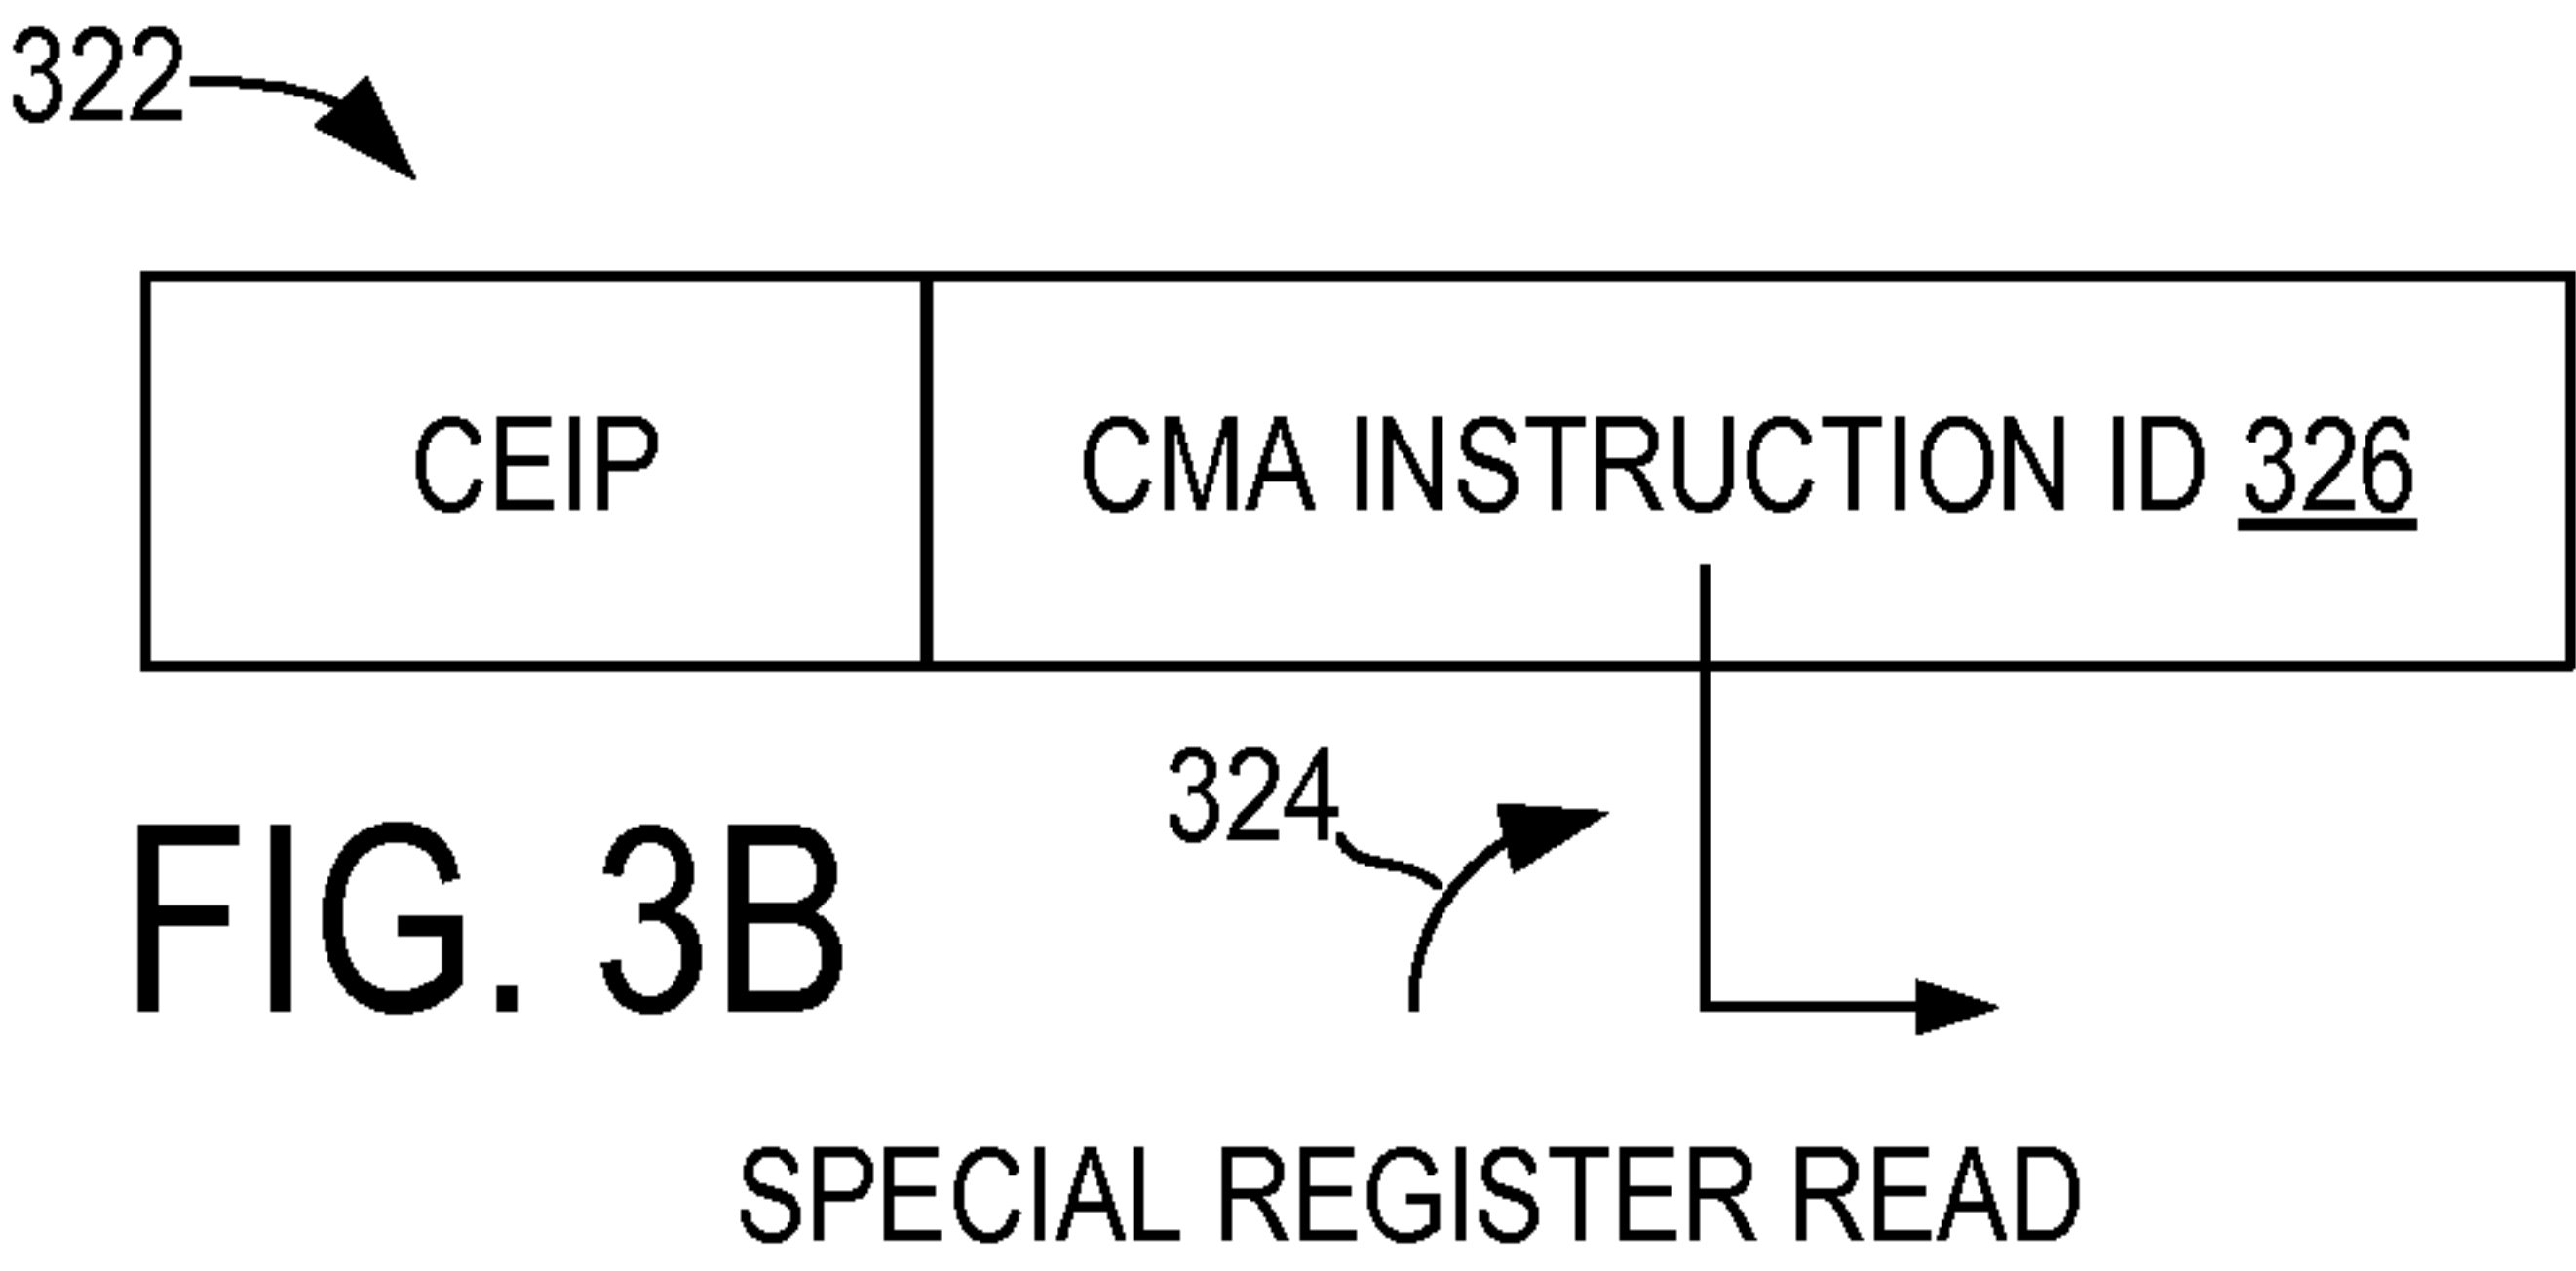 322
CEIP
CMA INSTRUCTION ID 326
324
FIG. 3B
SPECIAL REGISTER READ